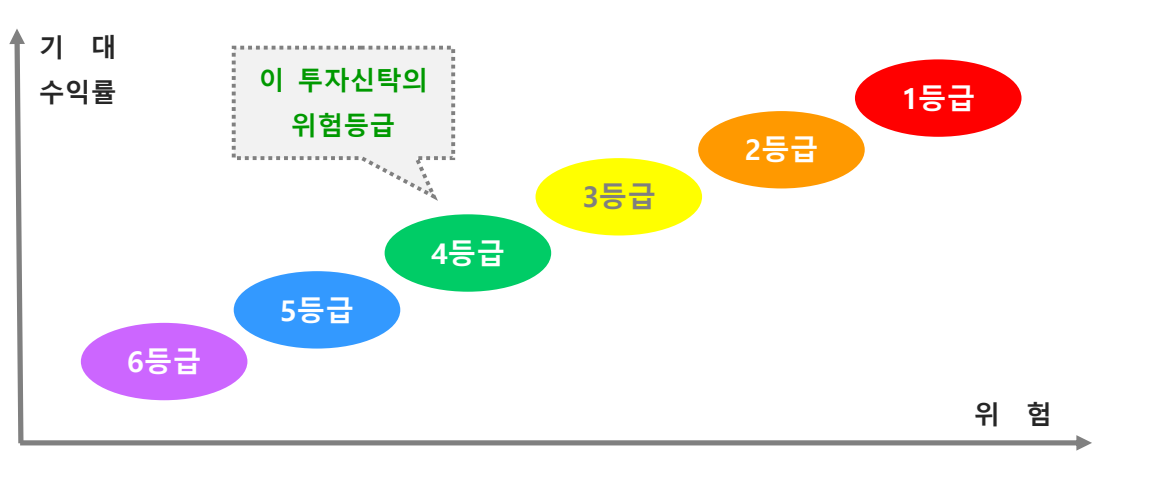 기 대
수익률
이 투자신탁의
위험등급
1등급
2등급
3등급
4등급
5등급
6등급
위 험